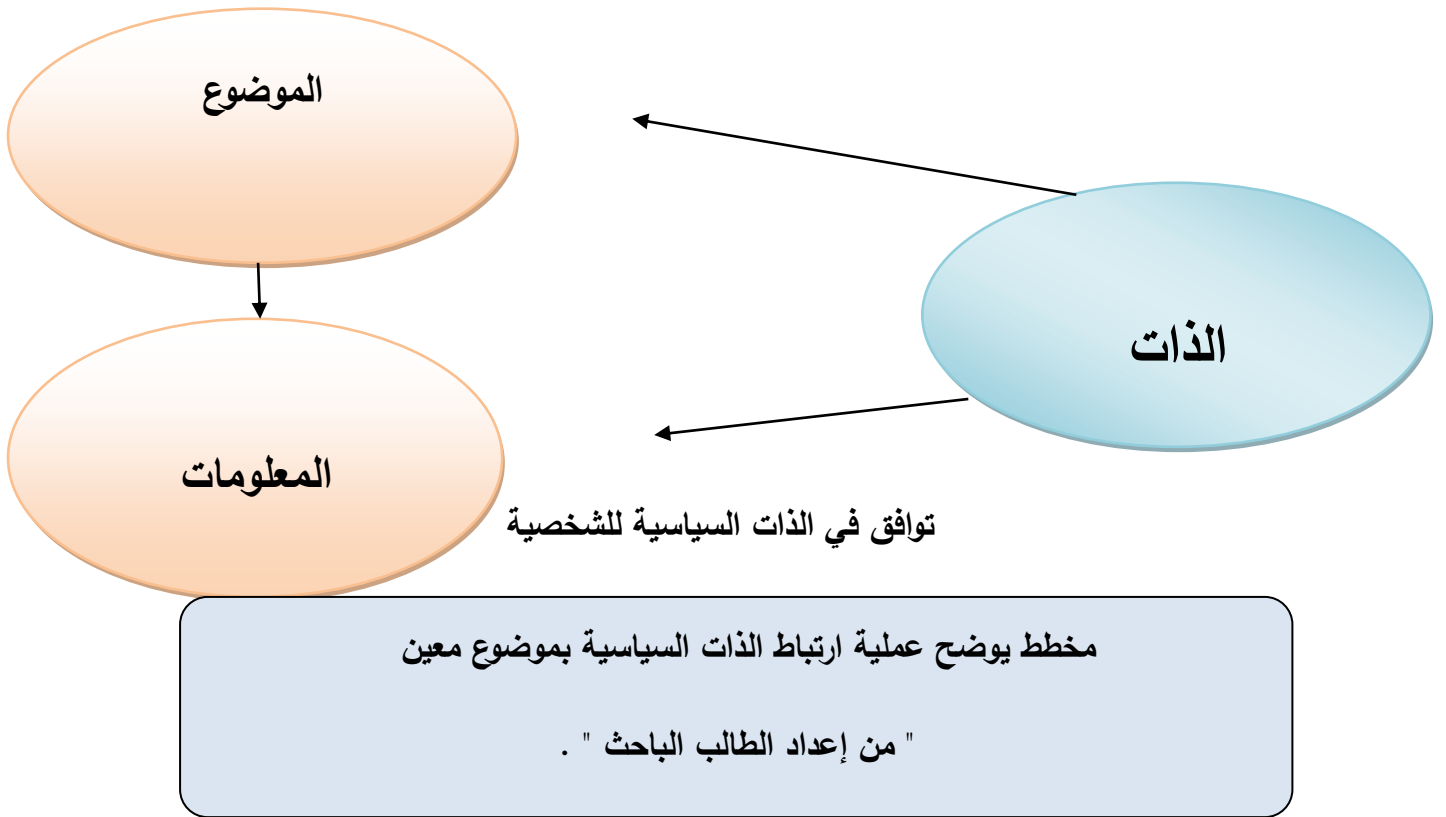 الموضوع
الذات
المعلومات
توافق في الذات السياسية للشخصية
مخطط يوضح عملية ارتباط الذات السياسية بموضوع معين
" من إعداد الطالب الباحث " .